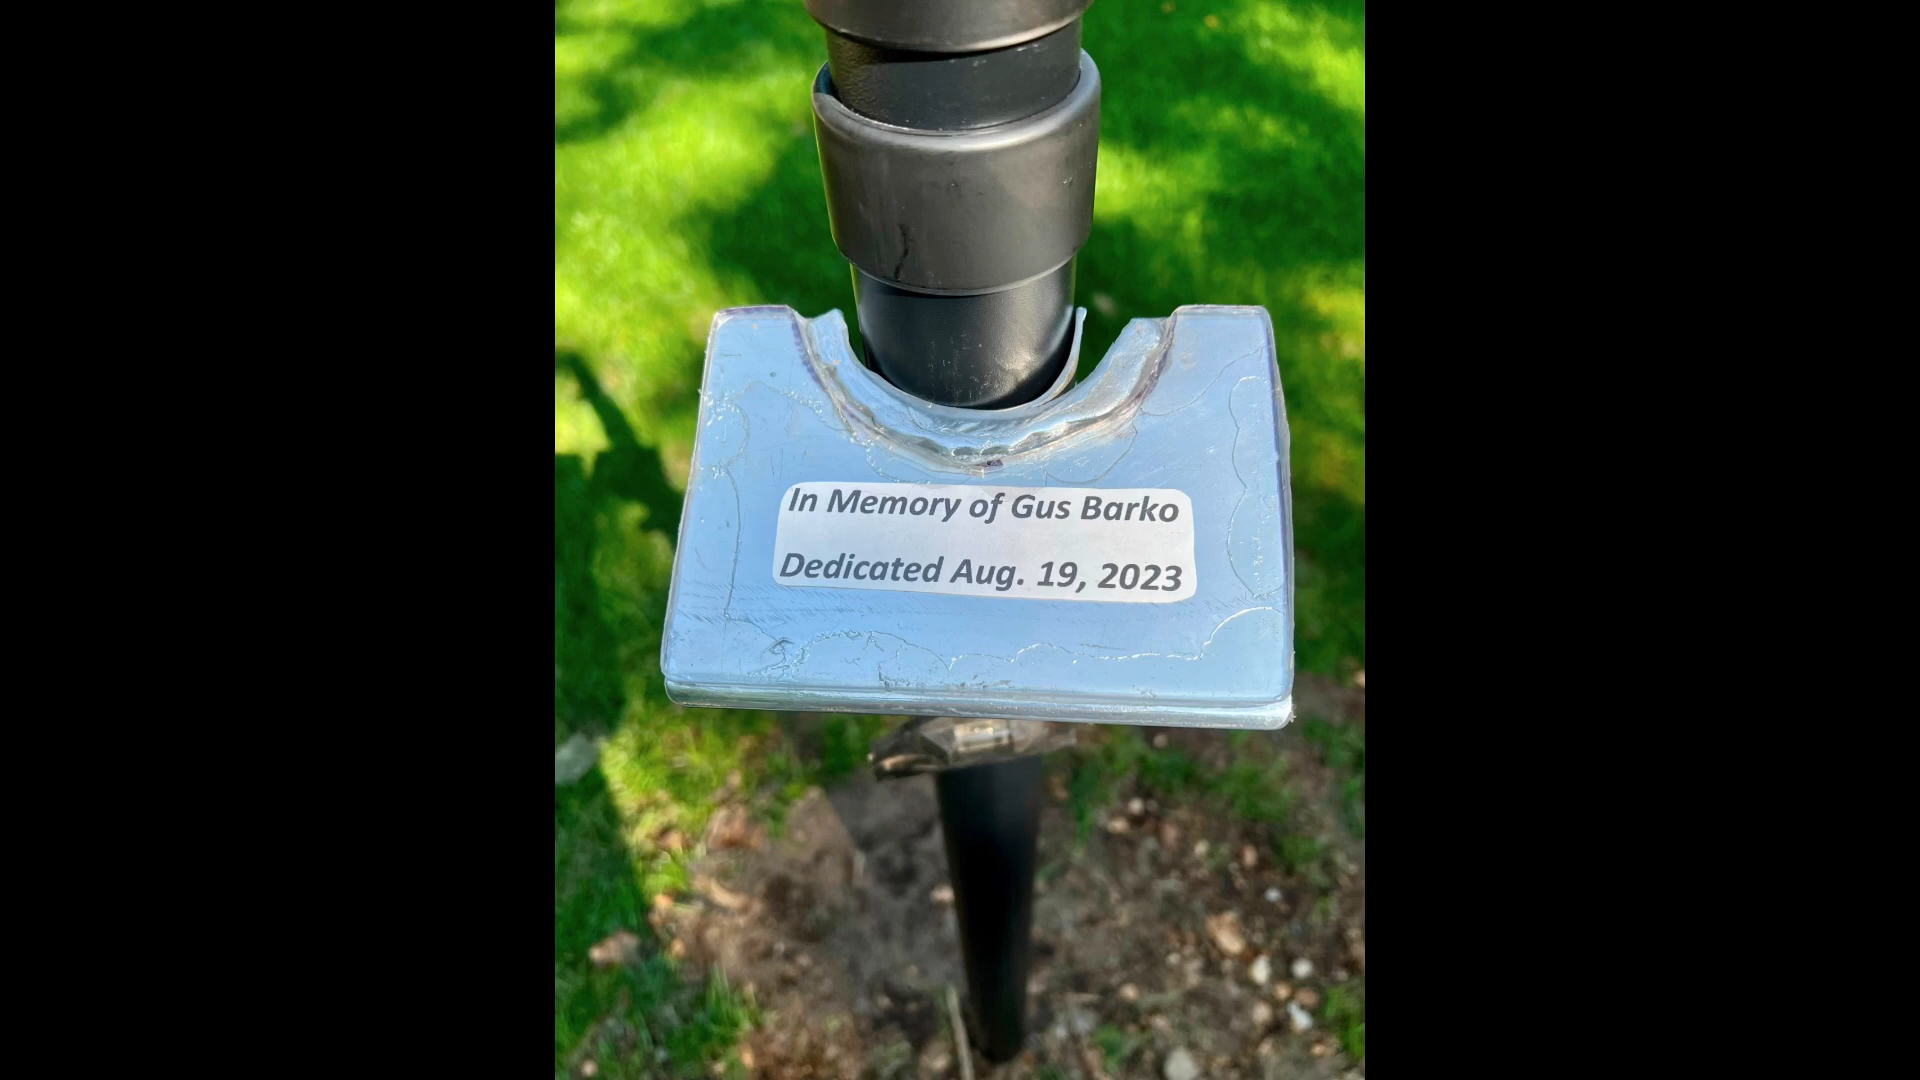 In Memory of Gus Barko
Dedicated Aug. 19, 2023